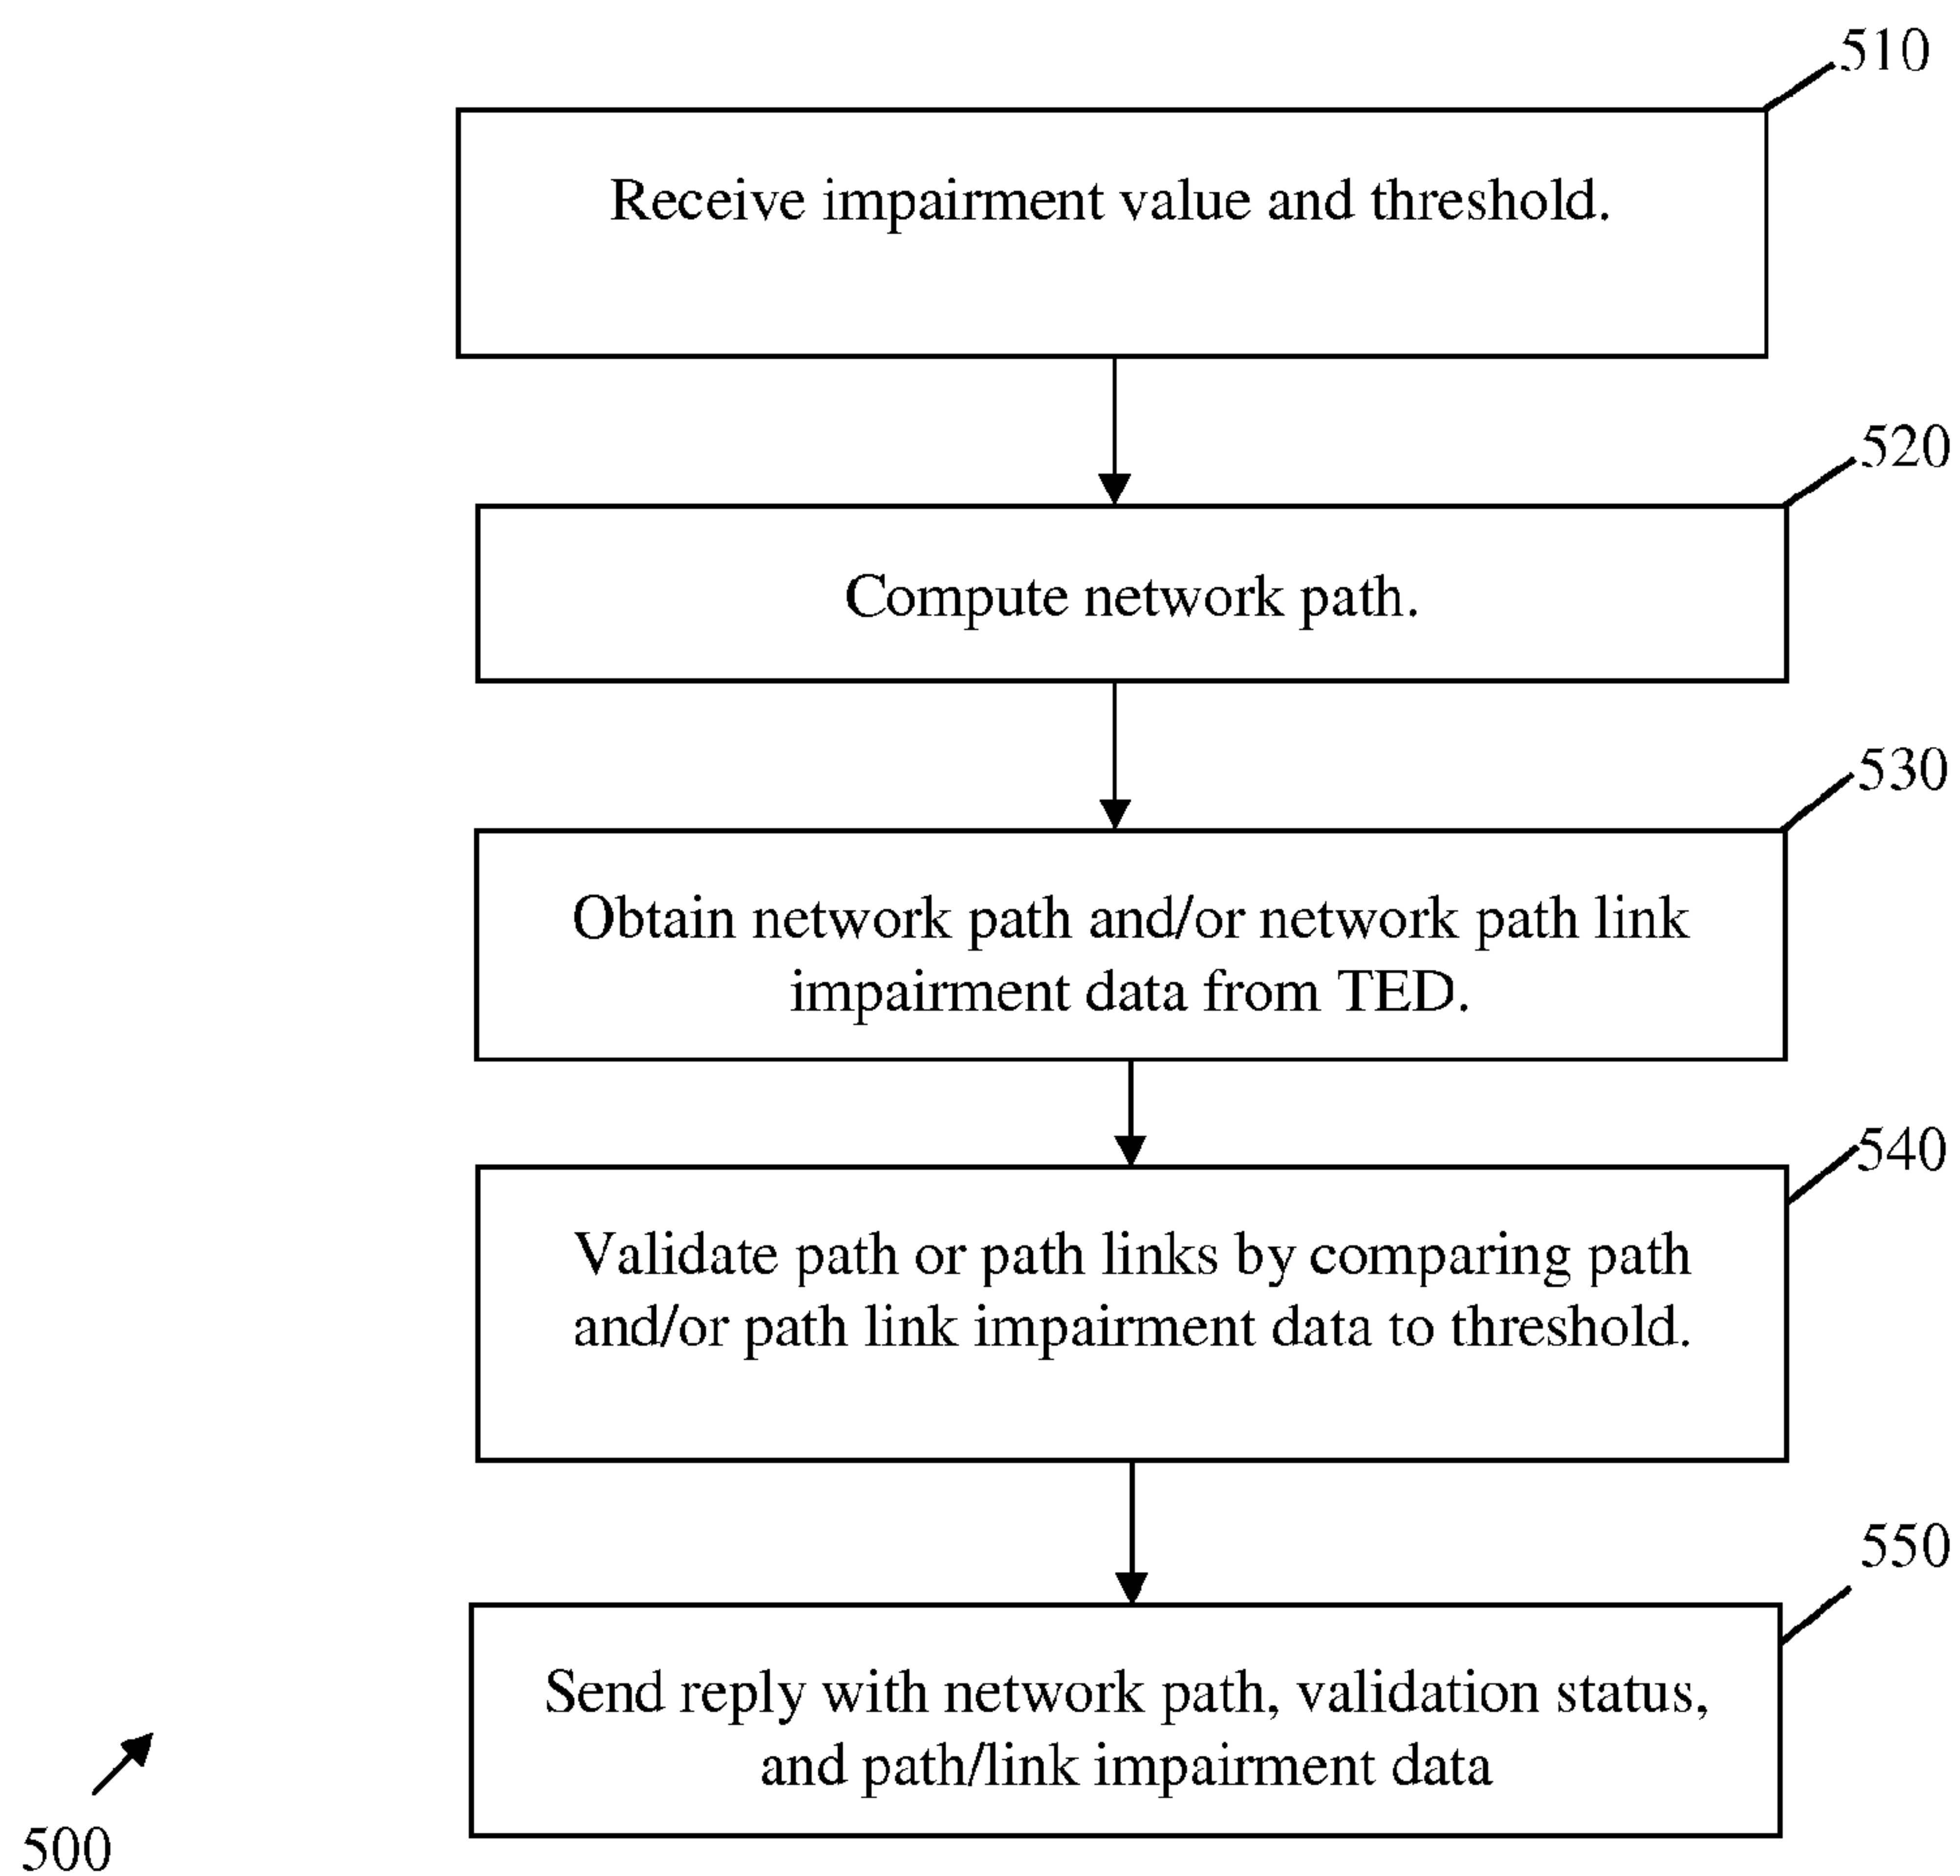 510
Receive impairment value and threshold.
520
Compute network path.
530
Obtain network path and/or network path link
impairment data from TED.
540
Validate path or path links by comparing path
and/or path link impairment data to threshold.
550
Send reply with network path, validation status,
and path/link impairment data
500